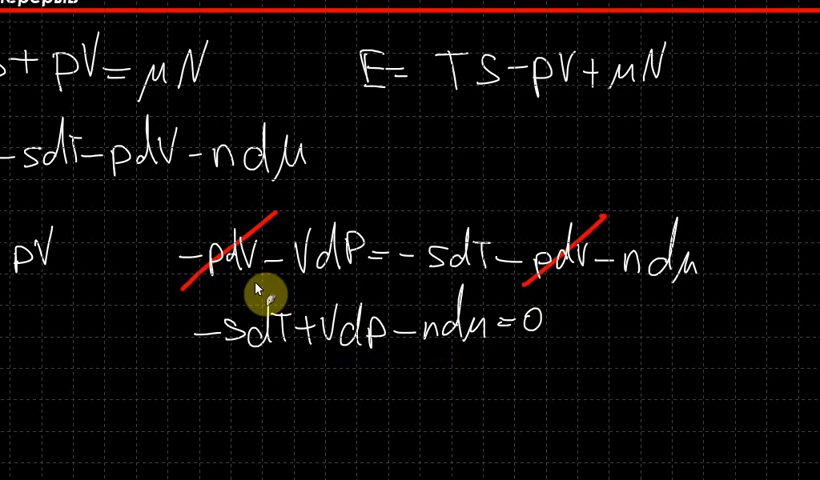 + pV = μN E = TS - pV + μN
- sdT - pdV - ndμ
pV - pdV - Vdp = - sdT - pdV - ndμ
- sdT + Vdp - ndμ = 0